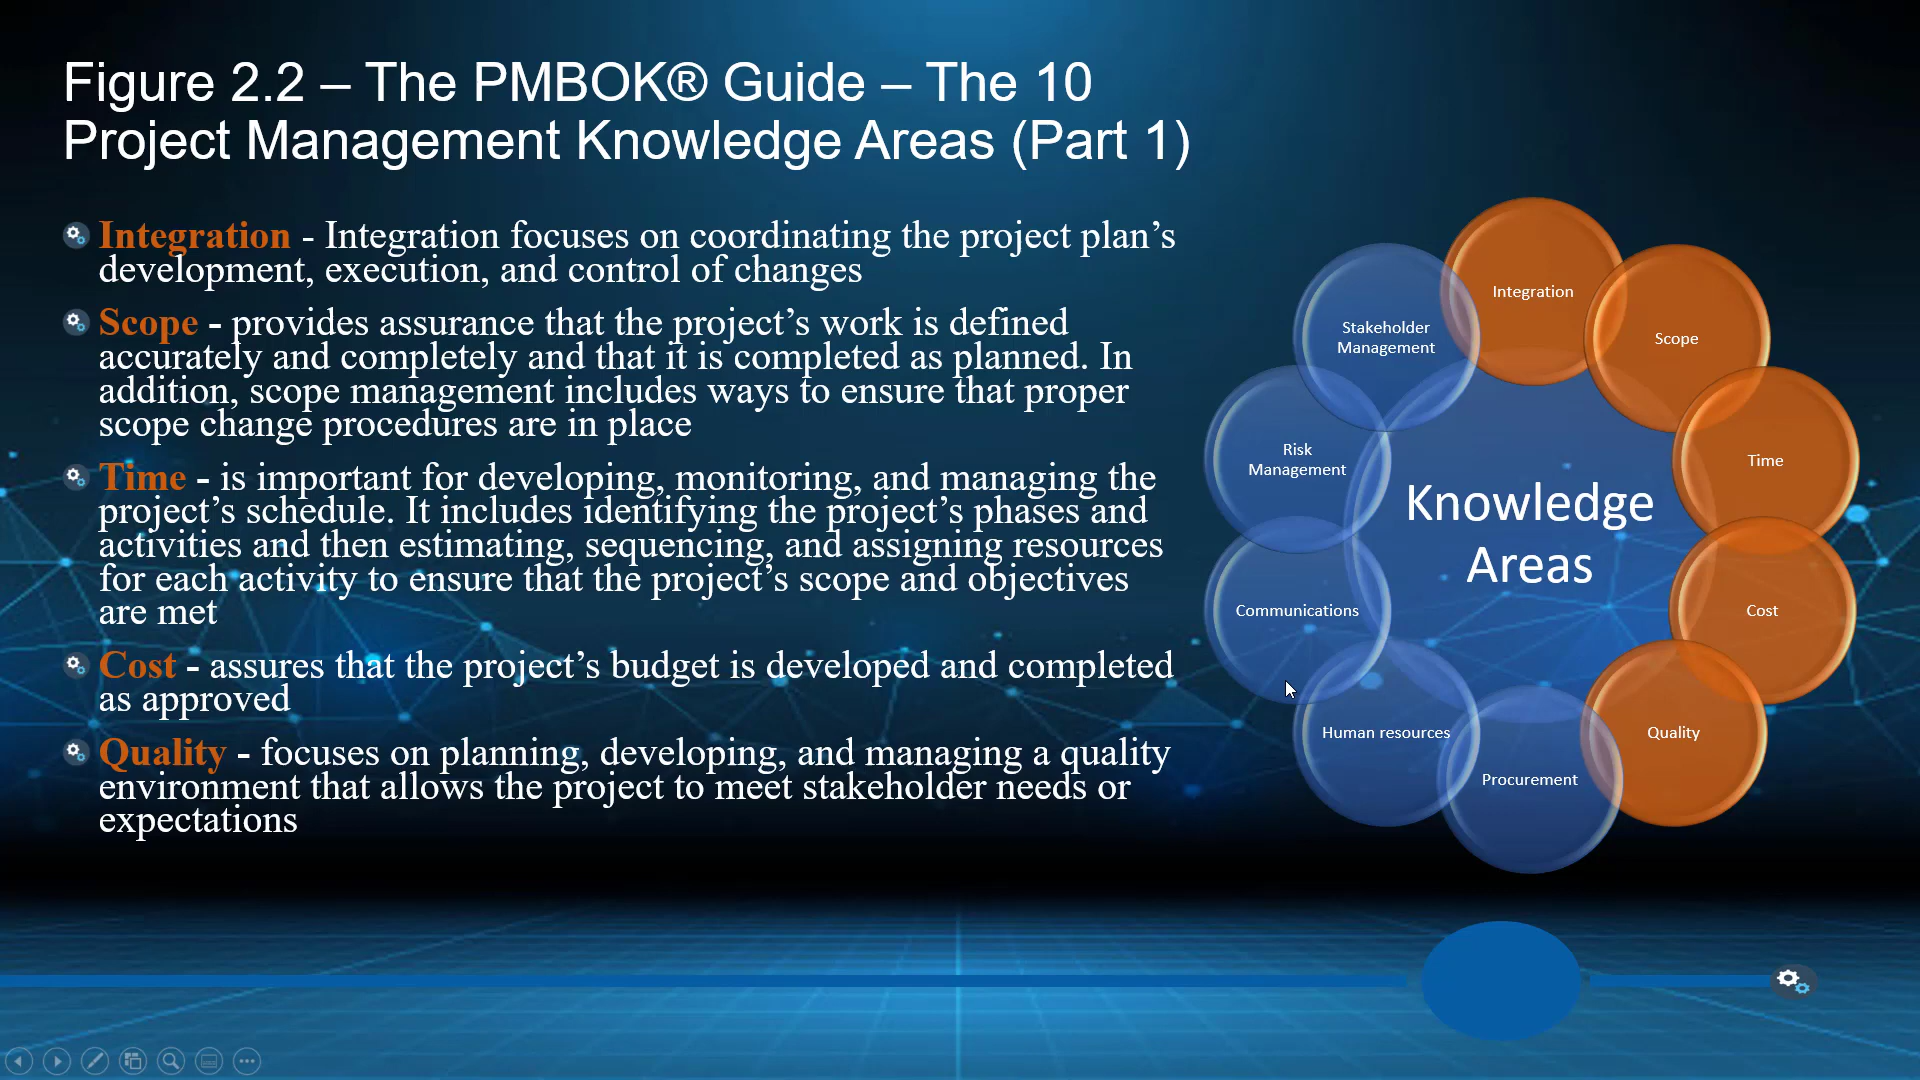 Figure 2.2 – The PMBOK® Guide – The 10
Project Management Knowledge Areas (Part 1)
Integration - Integration focuses on coordinating the project plan’s
development, execution, and control of changes
Scope - provides assurance that the project’s work is defined
accurately and completely and that it is completed as planned. In
addition, scope management includes ways to ensure that proper
scope change procedures are in place
Time - is important for developing, monitoring, and managing the
project’s schedule. It includes identifying the project’s phases and
activities and then estimating, sequencing, and assigning resources
for each activity to ensure that the project’s scope and objectives
are met
Cost - assures that the project’s budget is developed and completed
as approved
Quality - focuses on planning, developing, and managing a quality
environment that allows the project to meet stakeholder needs or
expectations
Knowledge
Areas
Integration
Scope
Time
Cost
Quality
Procurement
Human resources
Communications
Risk
Management
Stakeholder
Management